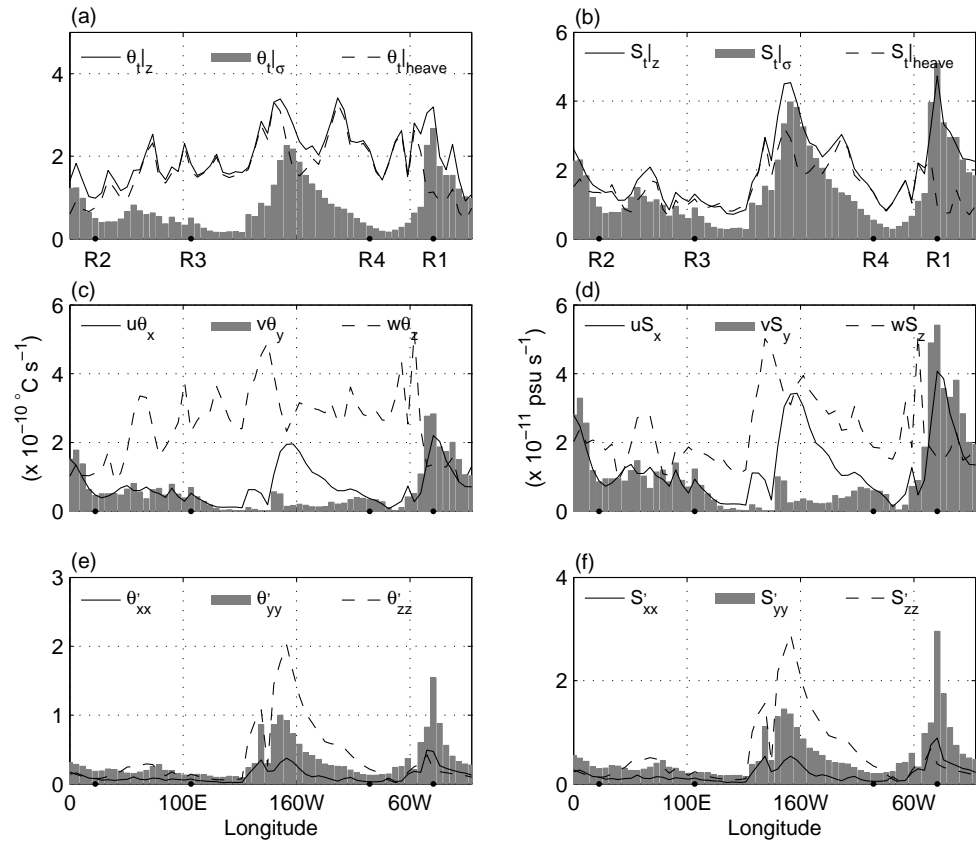 (a)
θt|z θt|σ θt|heave
4
2
0
R2 R3 R4 R1
(b)
St|z St|σ St|heave
6
4
2
0
R2 R3 R4 R1
(c)
uθx vθy wθz
(x 10−10 °C s−1)
6
4
2
0
(d)
uSx vSy wSz
(x 10−11 psu s−1)
6
4
2
0
(e)
θ'xx θ'yy θ'zz
3
2
1
0
0 100E 160W 60W
Longitude
(f)
S'xx S'yy S'zz
4
2
0
0 100E 160W 60W
Longitude